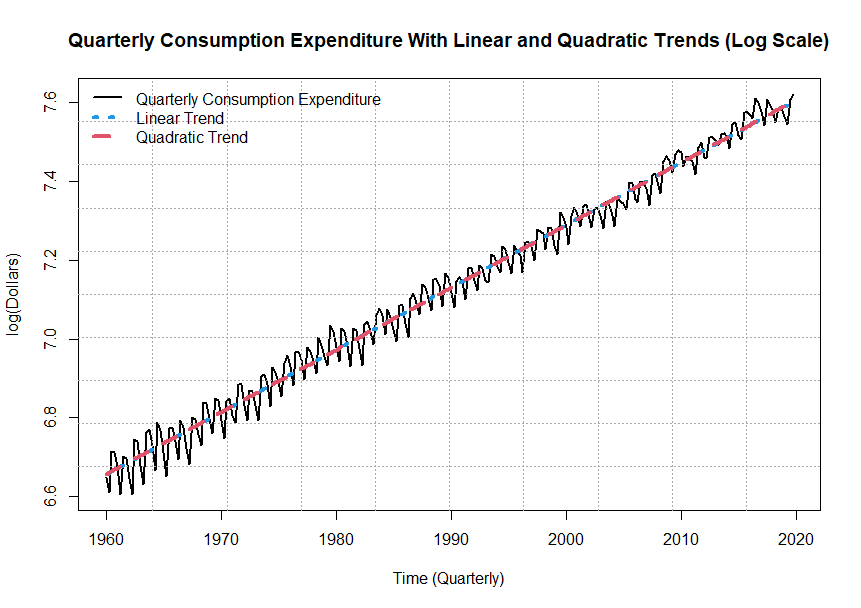 Quarterly Consumption Expenditure With Linear and Quadratic Trends (Log Scale)
Quarterly Consumption Expenditure
Linear Trend
Quadratic Trend
log(Dollars)
7.6
7.4
7.2
7.0
6.8
6.6
1960 1970 1980 1990 2000 2010 2020
Time (Quarterly)